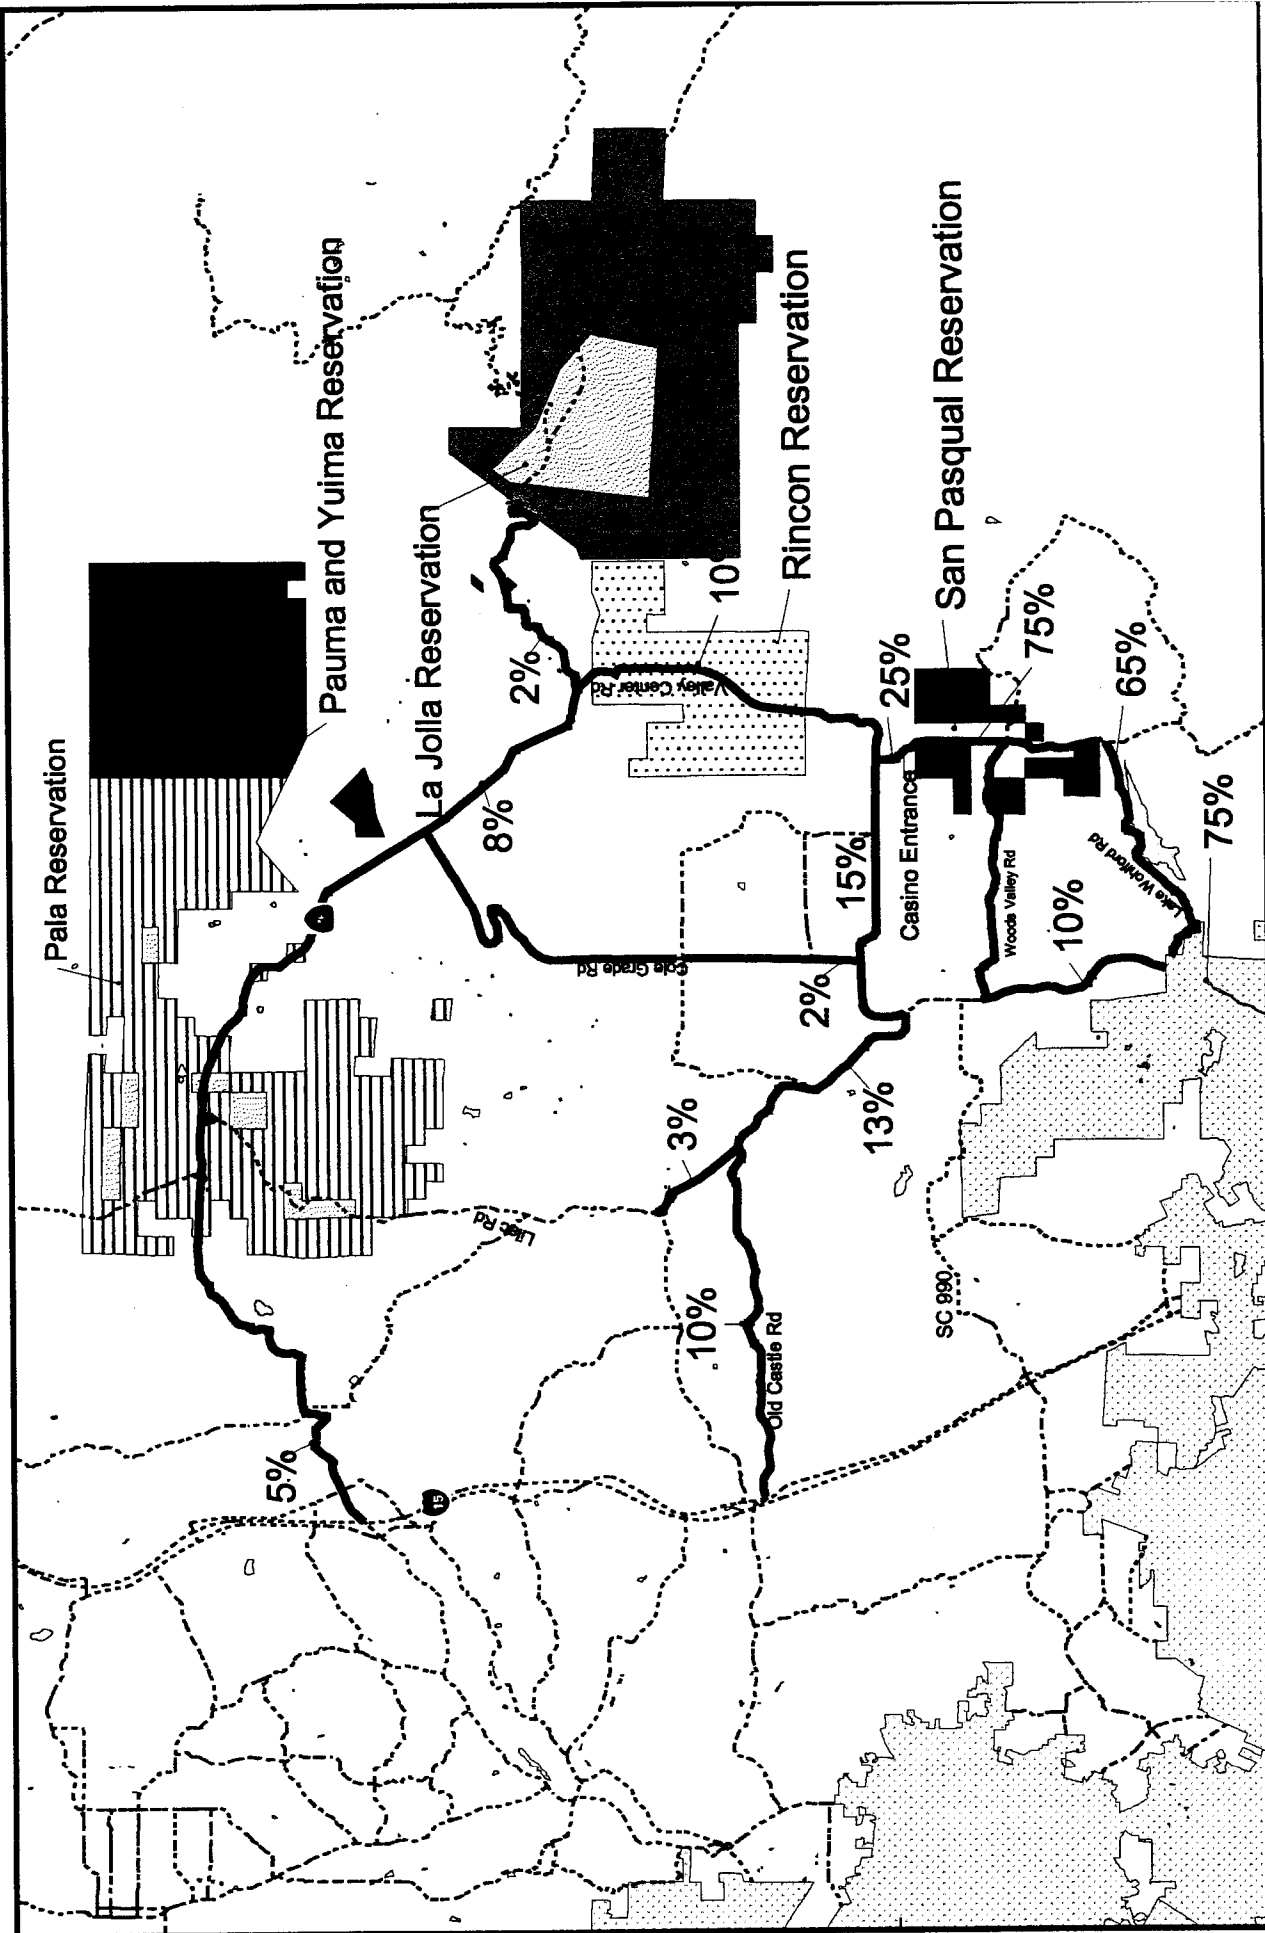 Pala Reservation
Pauma and Yuima Reservation
La Jolla Reservation
Rincon Reservation
San Pasqual Reservation
5%
15
Lilac Rd
8%
2%
Valley Center Rd
10
Cole Grade Rd
3%
10%
Old Castle Rd
13%
2%
15%
25%
Casino Entrance
75%
65%
Woods Valley Rd
10%
Lake Wohlford Rd
75%
SC 990